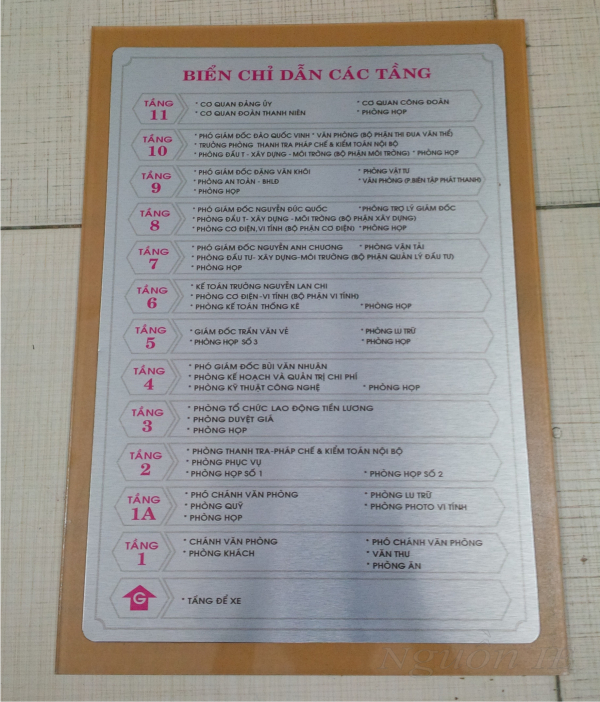 BIỂN CHỈ DẪN CÁC TẦNG
TẦNG 11
* CƠ QUAN ĐẢNG ỦY * CƠ QUAN CÔNG ĐOÀN
* CƠ QUAN ĐOÀN THANH NIÊN * PHÒNG HỌP
TẦNG 10
* PHÓ GIÁM ĐỐC ĐÀO QUỐC VINH * VĂN PHÒNG (BỘ PHẬN THI ĐUA VĂN THỂ)
* TRƯỞNG PHÒNG THANH TRA PHÁP CHẾ & KIỂM TOÁN NỘI BỘ
* PHÒNG ĐẦU T - XÂY DỰNG - MÔI TRỜNG (BỘ PHẬN MÔI TRỜNG) * PHÒNG HỌP
TẦNG 9
* PHÓ GIÁM ĐỐC ĐẶNG VĂN KHÔI * PHÒNG VẬT TƯ
* PHÒNG AN TOÀN - BHLĐ * VĂN PHÒNG (P.BIÊN TẬP PHÁT THANH)
* PHÒNG HỌP
TẦNG 8
* PHÓ GIÁM ĐỐC NGUYỄN ĐỨC QUỐC * PHÒNG TRỢ LÝ GIÁM ĐỐC
* PHÒNG ĐẦU T- XÂY DỰNG - MÔI TRỜNG (BỘ PHẬN XÂY DỰNG)
* PHÒNG CƠ ĐIỆN,VI TÍNH (BỘ PHẬN CƠ ĐIỆN) * PHÒNG HỌP
TẦNG 7
* PHÓ GIÁM ĐỐC NGUYỄN ANH CHƯƠNG * PHÒNG VẬN TẢI
* PHÒNG ĐẦU TƯ- XÂY DỰNG-MÔI TRƯỜNG (BỘ PHẬN QUẢN LÝ ĐẦU TƯ)
* PHÒNG HỌP
TẦNG 6
* KẾ TOÁN TRƯỞNG NGUYỄN LAN CHI
* PHÒNG CƠ ĐIỆN -VI TÍNH (BỘ PHẬN VI TÍNH)
* PHÒNG KẾ TOÁN THỐNG KÊ * PHÒNG HỌP
TẦNG 5
* GIÁM ĐỐC TRẦN VĂN VẺ * PHÒNG LU TRỮ
* PHÒNG HỌP SỐ 3 * PHÒNG HỌP
TẦNG 4
* PHÓ GIÁM ĐỐC BÙI VĂN NHUẬN
* PHÒNG KẾ HOẠCH VÀ QUẢN TRỊ CHI PHÍ
* PHÒNG KỸ THUẬT CÔNG NGHỆ * PHÒNG HỌP
TẦNG 3
* PHÒNG TỔ CHỨC LAO ĐỘNG TIỀN LƯƠNG
* PHÒNG DUYỆT GIÁ
* PHÒNG HỌP
TẦNG 2
* PHÒNG THANH TRA-PHÁP CHẾ & KIỂM TOÁN NỘI BỘ
* PHÒNG PHỤC VỤ
* PHÒNG HỌP SỐ 1 * PHÒNG HỌP SỐ 2
TẦNG 1A
* PHÓ CHÁNH VĂN PHÒNG * PHÒNG LU TRỮ
* PHÒNG QUỸ * PHÒNG PHOTO VI TÍNH
* PHÒNG HỌP
TẦNG 1
* CHÁNH VĂN PHÒNG * PHÓ CHÁNH VĂN PHÒNG
* PHÒNG KHÁCH * VĂN THƯ
* PHÒNG ĂN
G
* TẦNG ĐỂ XE